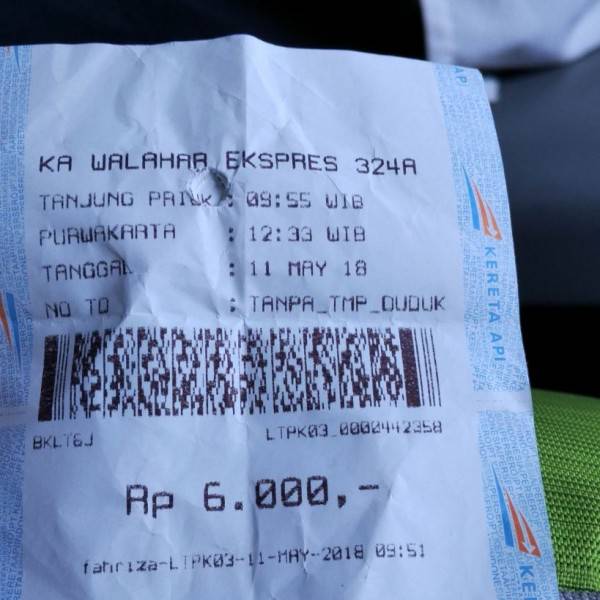 KA WALAHAR EKSPRES 324A
TANJUNG PRIUK : 09:55 WIB
PURWAKARTA : 12:33 WIB
TANGGAL : 11 MAY 18
NO TD : TANPA_TMP_DUDUK
BKLT6J LTPK03_0000442358
Rp 6.000,-
fahriza-LTPK03-11-MAY-2018 09:51
KERETA API